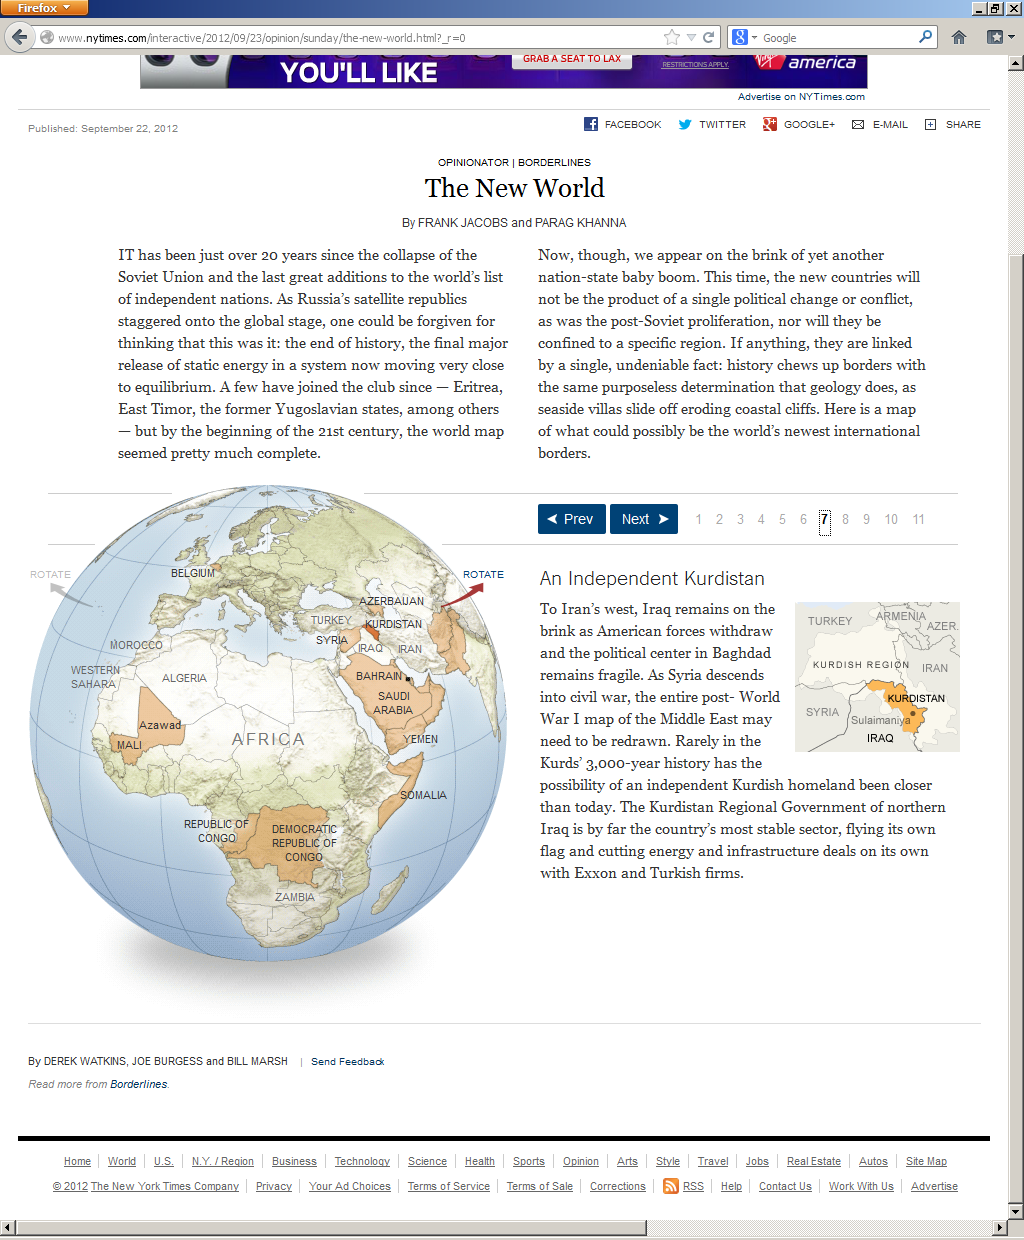 Firefox
www.nytimes.com/interactive/2012/09/23/opinion/sunday/the-new-world.html?_r=0
Google
YOU'LL LIKE
GRAB A SEAT TO LAX
RESTRICTIONS APPLY.
america
Advertise on NYTimes.com
Published: September 22, 2012
FACEBOOK
TWITTER
GOOGLE+
E-MAIL
SHARE
OPINIONATOR | BORDERLINES
The New World
By FRANK JACOBS and PARAG KHANNA
IT has been just over 20 years since the collapse of the
Soviet Union and the last great additions to the world's list
of independent nations. As Russia's satellite republics
staggered onto the global stage, one could be forgiven for
thinking that this was it: the end of history, the final major
release of static energy in a system now moving very close
to equilibrium. A few have joined the club since — Eritrea,
East Timor, the former Yugoslavian states, among others
— but by the beginning of the 21st century, the world map
seemed pretty much complete.
Now, though, we appear on the brink of yet another
nation-state baby boom. This time, the new countries will
not be the product of a single political change or conflict,
as was the post-Soviet proliferation, nor will they be
confined to a specific region. If anything, they are linked
by a single, undeniable fact: history chews up borders with
the same purposeless determination that geology does, as
seaside villas slide off eroding coastal cliffs. Here is a map
of what could possibly be the world's newest international
borders.
Prev
Next
1 2 3 4 5 6 7 8 9 10 11
ROTATE
ROTATE
BELGIUM
AZERBAIJAN
TURKEY
KURDISTAN
SYRIA
IRAQ
IRAN
MOROCCO
WESTERN
SAHARA
ALGERIA
BAHRAIN
SAUDI
ARABIA
Azawad
MALI
AFRICA
YEMEN
SOMALIA
REPUBLIC OF
CONGO
DEMOCRATIC
REPUBLIC OF
CONGO
ZAMBIA
An Independent Kurdistan
To Iran's west, Iraq remains on the
brink as American forces withdraw
and the political center in Baghdad
remains fragile. As Syria descends
into civil war, the entire post- World
War I map of the Middle East may
need to be redrawn. Rarely in the
Kurds' 3,000-year history has the
possibility of an independent Kurdish homeland been closer
than today. The Kurdistan Regional Government of northern
Iraq is by far the country's most stable sector, flying its own
flag and cutting energy and infrastructure deals on its own
with Exxon and Turkish firms.
TURKEY
ARMENIA
AZER.
KURDISH REGION
IRAN
KURDISTAN
SYRIA
Sulaimaniya
IRAQ
By DEREK WATKINS, JOE BURGESS and BILL MARSH | Send Feedback
Read more from Borderlines.
Home World U.S. N.Y. / Region Business Technology Science Health Sports Opinion Arts Style Travel Jobs Real Estate Autos Site Map
© 2012 The New York Times Company Privacy Your Ad Choices Terms of Service Terms of Sale Corrections RSS Help Contact Us Work With Us Advertise